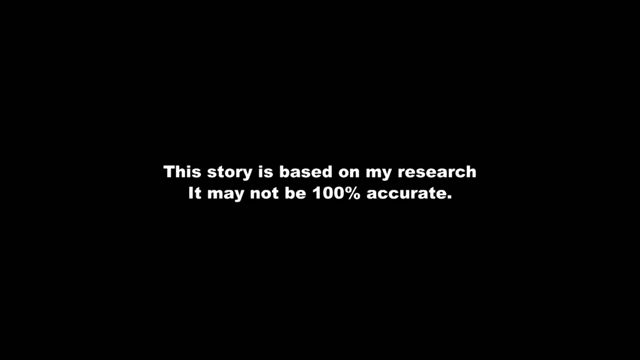 This story is based on my research
It may not be 100% accurate.